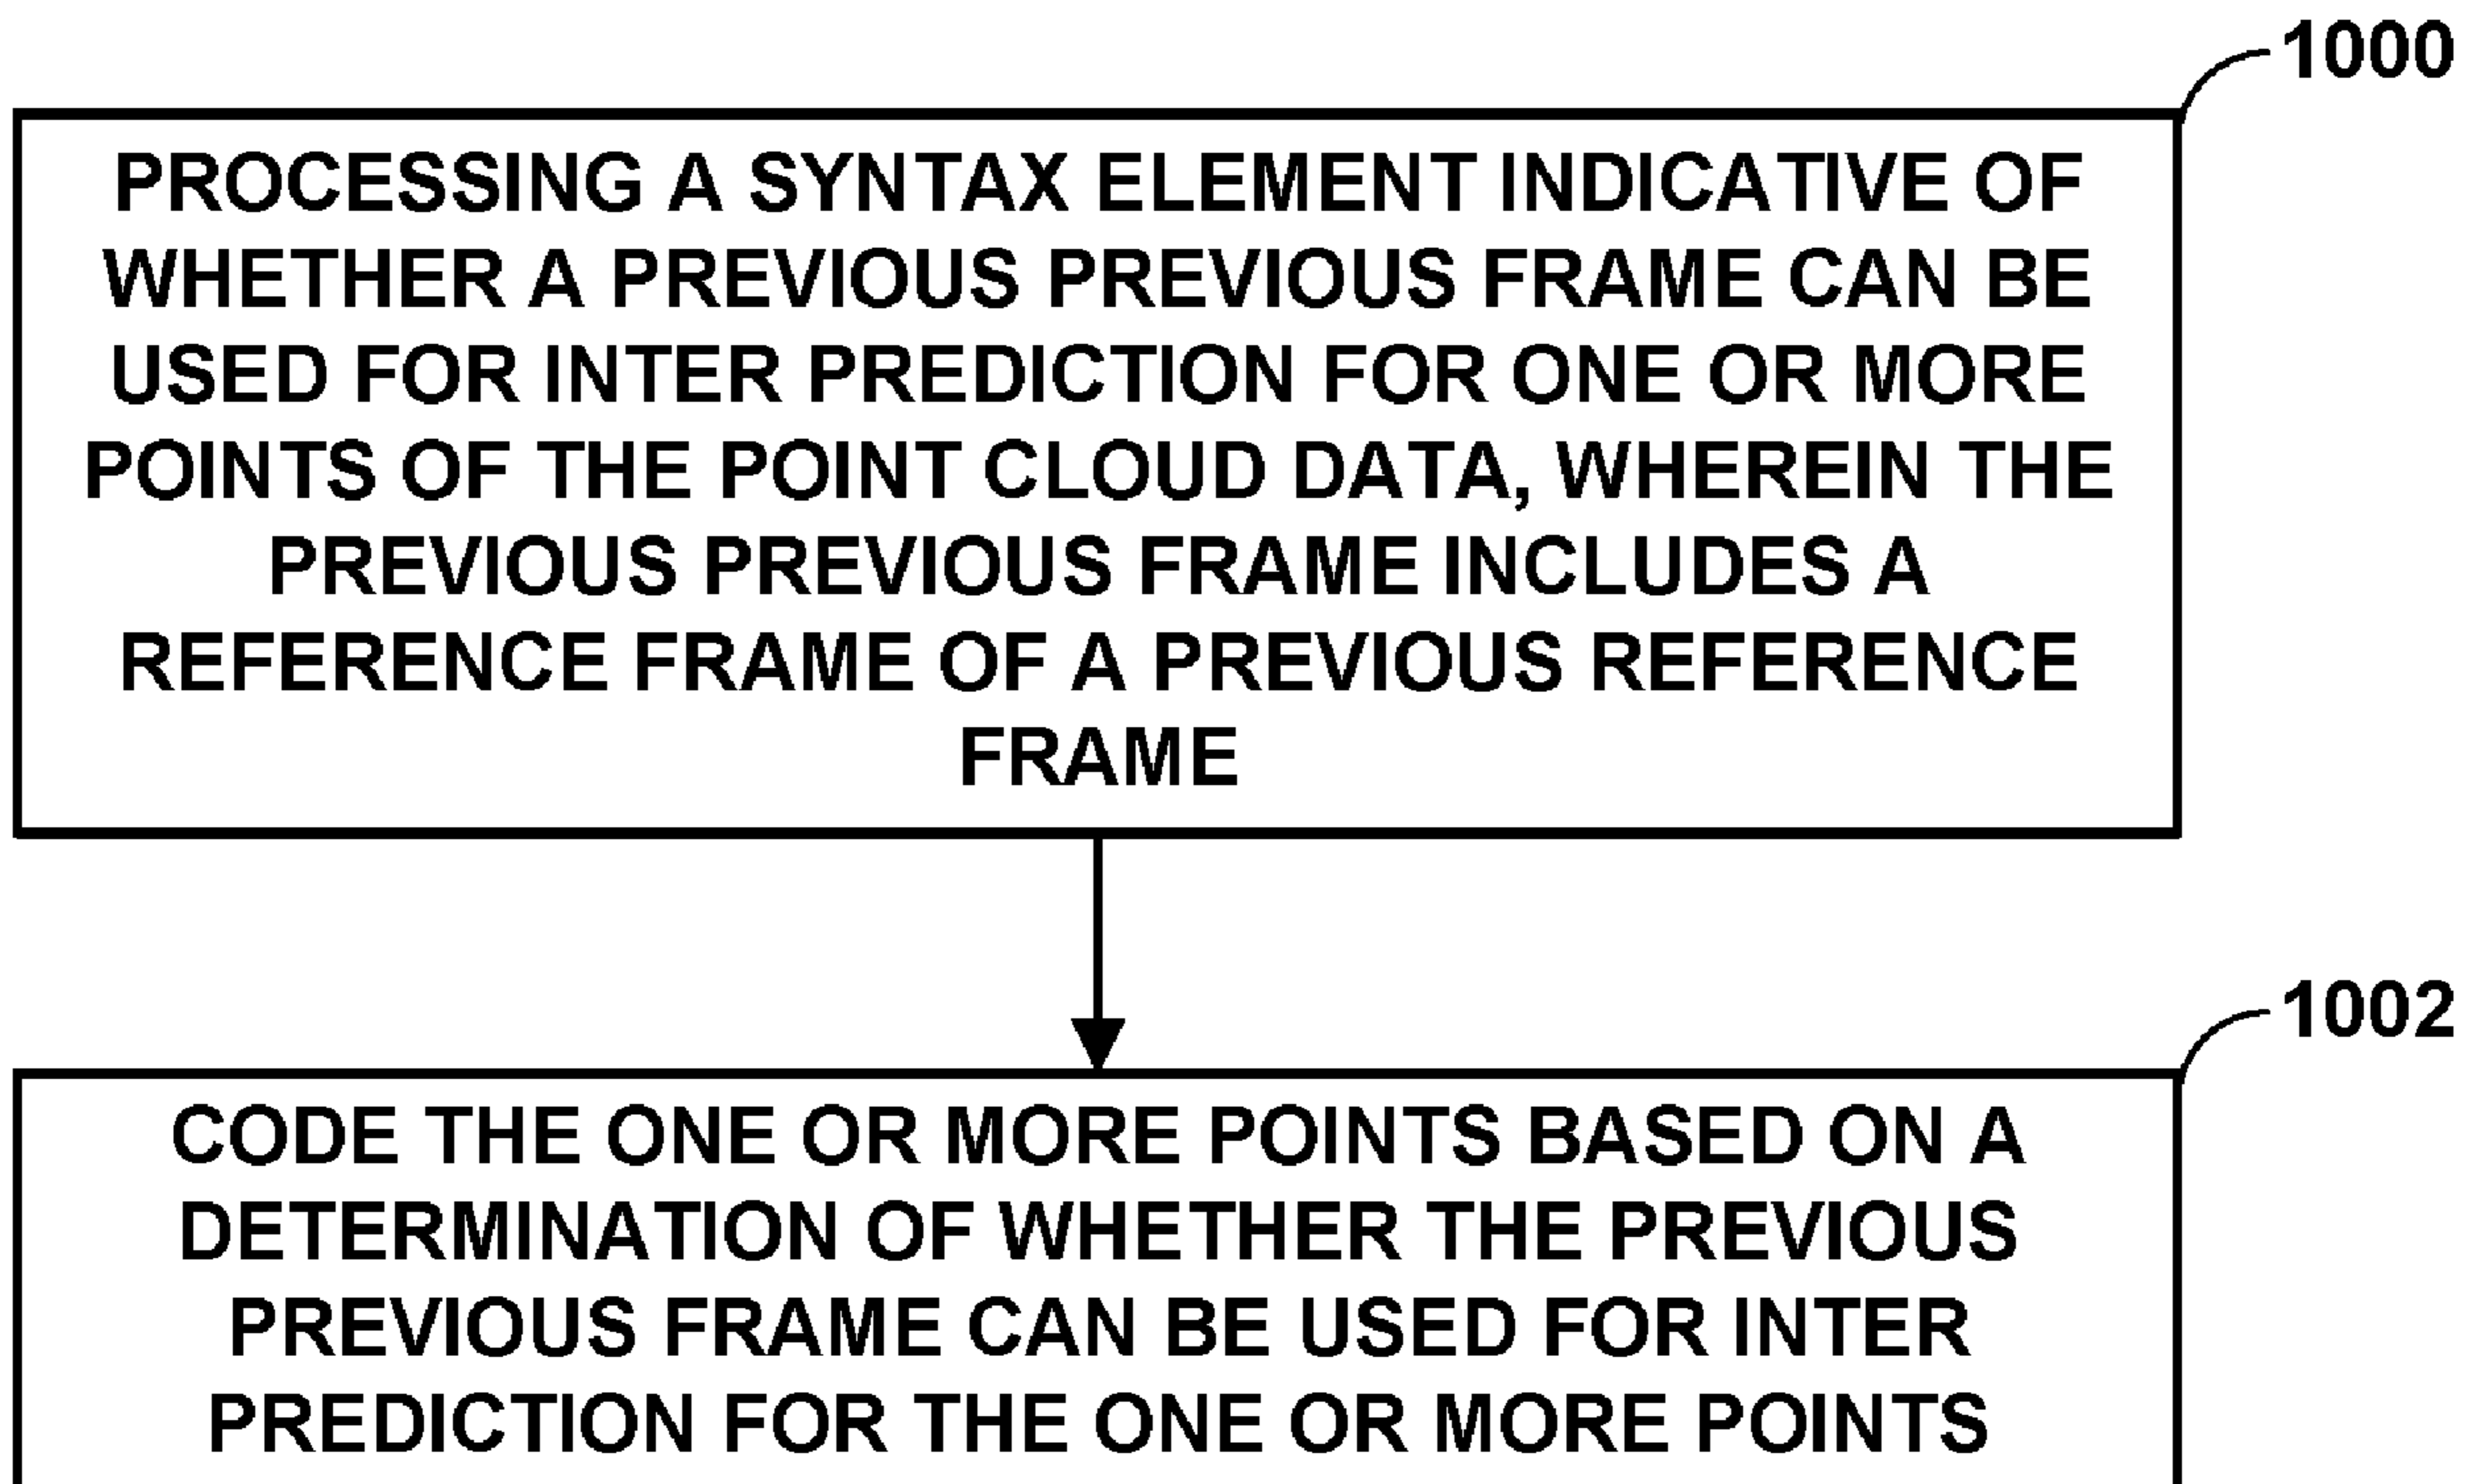 1000
PROCESSING A SYNTAX ELEMENT INDICATIVE OF
WHETHER A PREVIOUS PREVIOUS FRAME CAN BE
USED FOR INTER PREDICTION FOR ONE OR MORE
POINTS OF THE POINT CLOUD DATA, WHEREIN THE
PREVIOUS PREVIOUS FRAME INCLUDES A
REFERENCE FRAME OF A PREVIOUS REFERENCE
FRAME
1002
CODE THE ONE OR MORE POINTS BASED ON A
DETERMINATION OF WHETHER THE PREVIOUS
PREVIOUS FRAME CAN BE USED FOR INTER
PREDICTION FOR THE ONE OR MORE POINTS